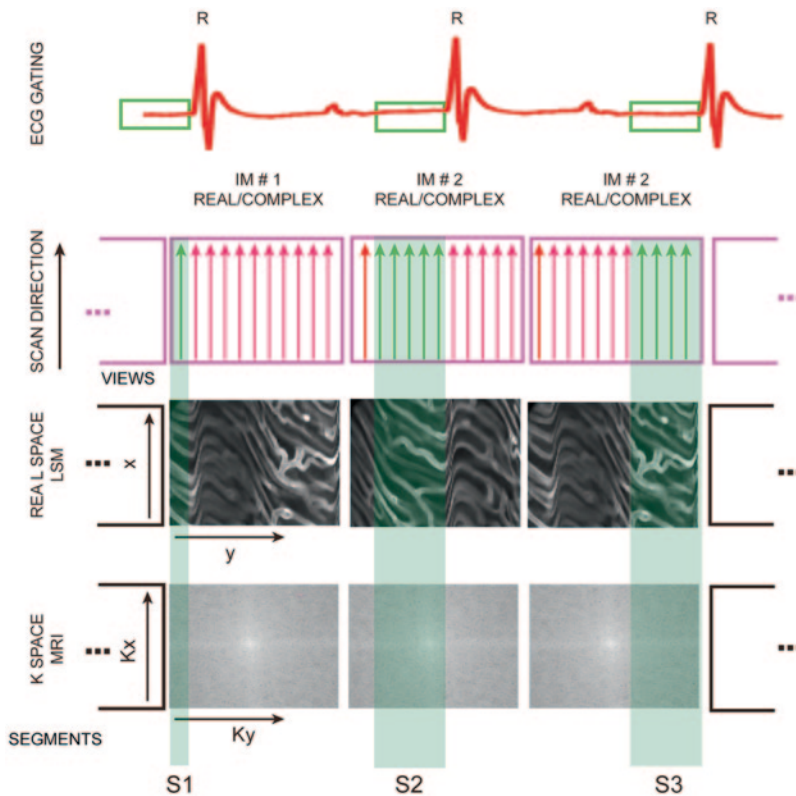 R R R
ECG GATING
IM # 1 IM # 2 IM # 2
REAL/COMPLEX REAL/COMPLEX REAL/COMPLEX
SCAN DIRECTION
VIEWS
REA L SPACE
LSM
x
y
K SPACE
MRI
Kx
Ky
SEGMENTS
S1 S2 S3